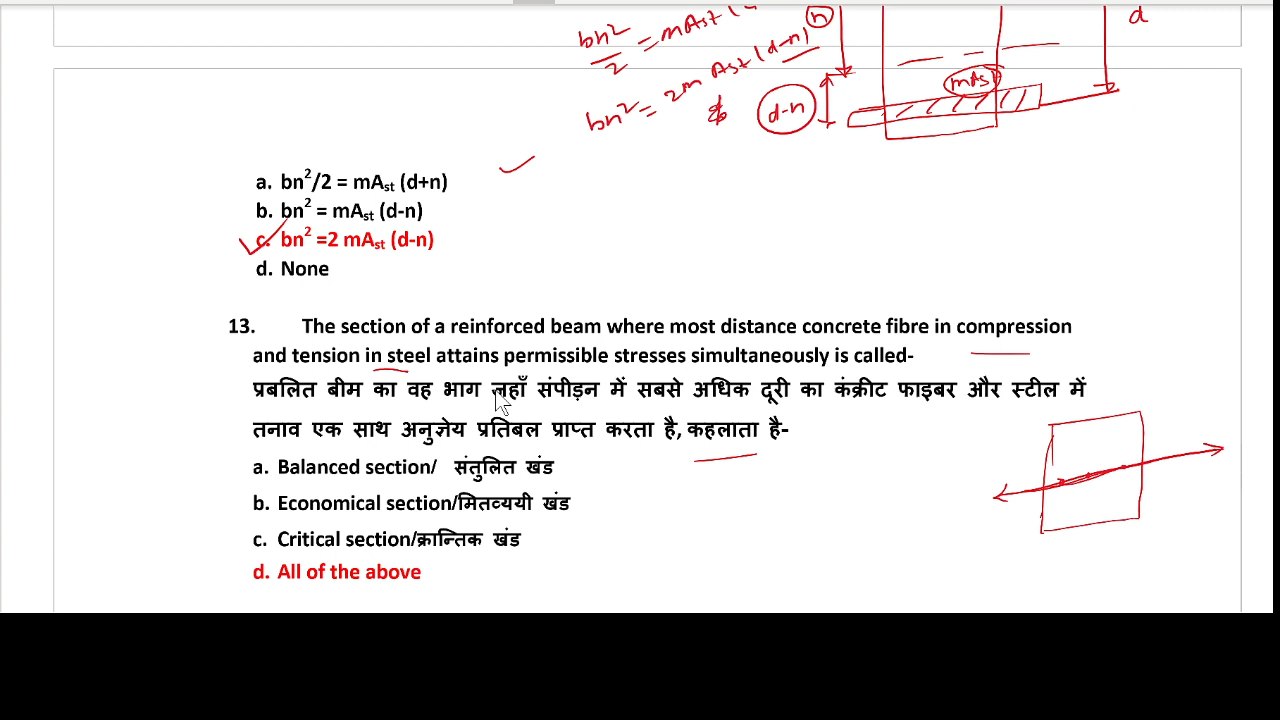 n
d
bn²/2 = mAst (
bn² = 2m Ast (d-n)
mAst
d-n
a. bn²/2 = mAst (d+n)
b. bn² = mAst (d-n)
c. bn² =2 mAst (d-n)
d. None
13. The section of a reinforced beam where most distance concrete fibre in compression
and tension in steel attains permissible stresses simultaneously is called-
प्रबलित बीम का वह भाग जहाँ संपीड़न में सबसे अधिक दूरी का कंक्रीट फाइबर और स्टील में
तनाव एक साथ अनुज्ञेय प्रतिबल प्राप्त करता है, कहलाता है-
a. Balanced section/ संतुलित खंड
b. Economical section/मितव्ययी खंड
c. Critical section/क्रान्तिक खंड
d. All of the above